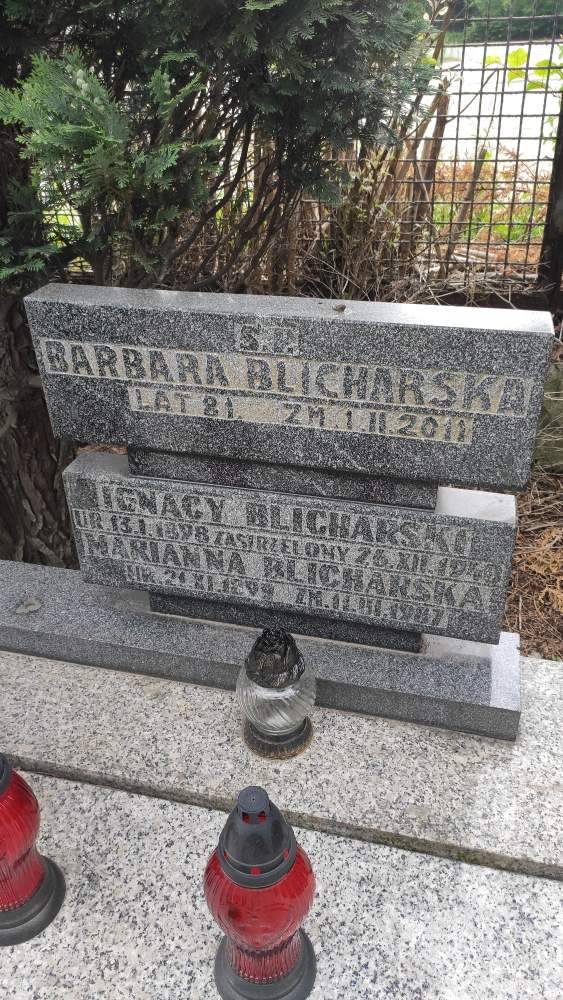 Ś.P.
BARBARA BLICHARSKA
LAT 81 ZM. 1.II.2011
IGNACY BLICHARSKI
UR 13.I.1898 ZASTRZELONY 26.XII.1940
MARIANNA BLICHARSKA
UR. 21.XI.1899 ZM. 11.III.1987